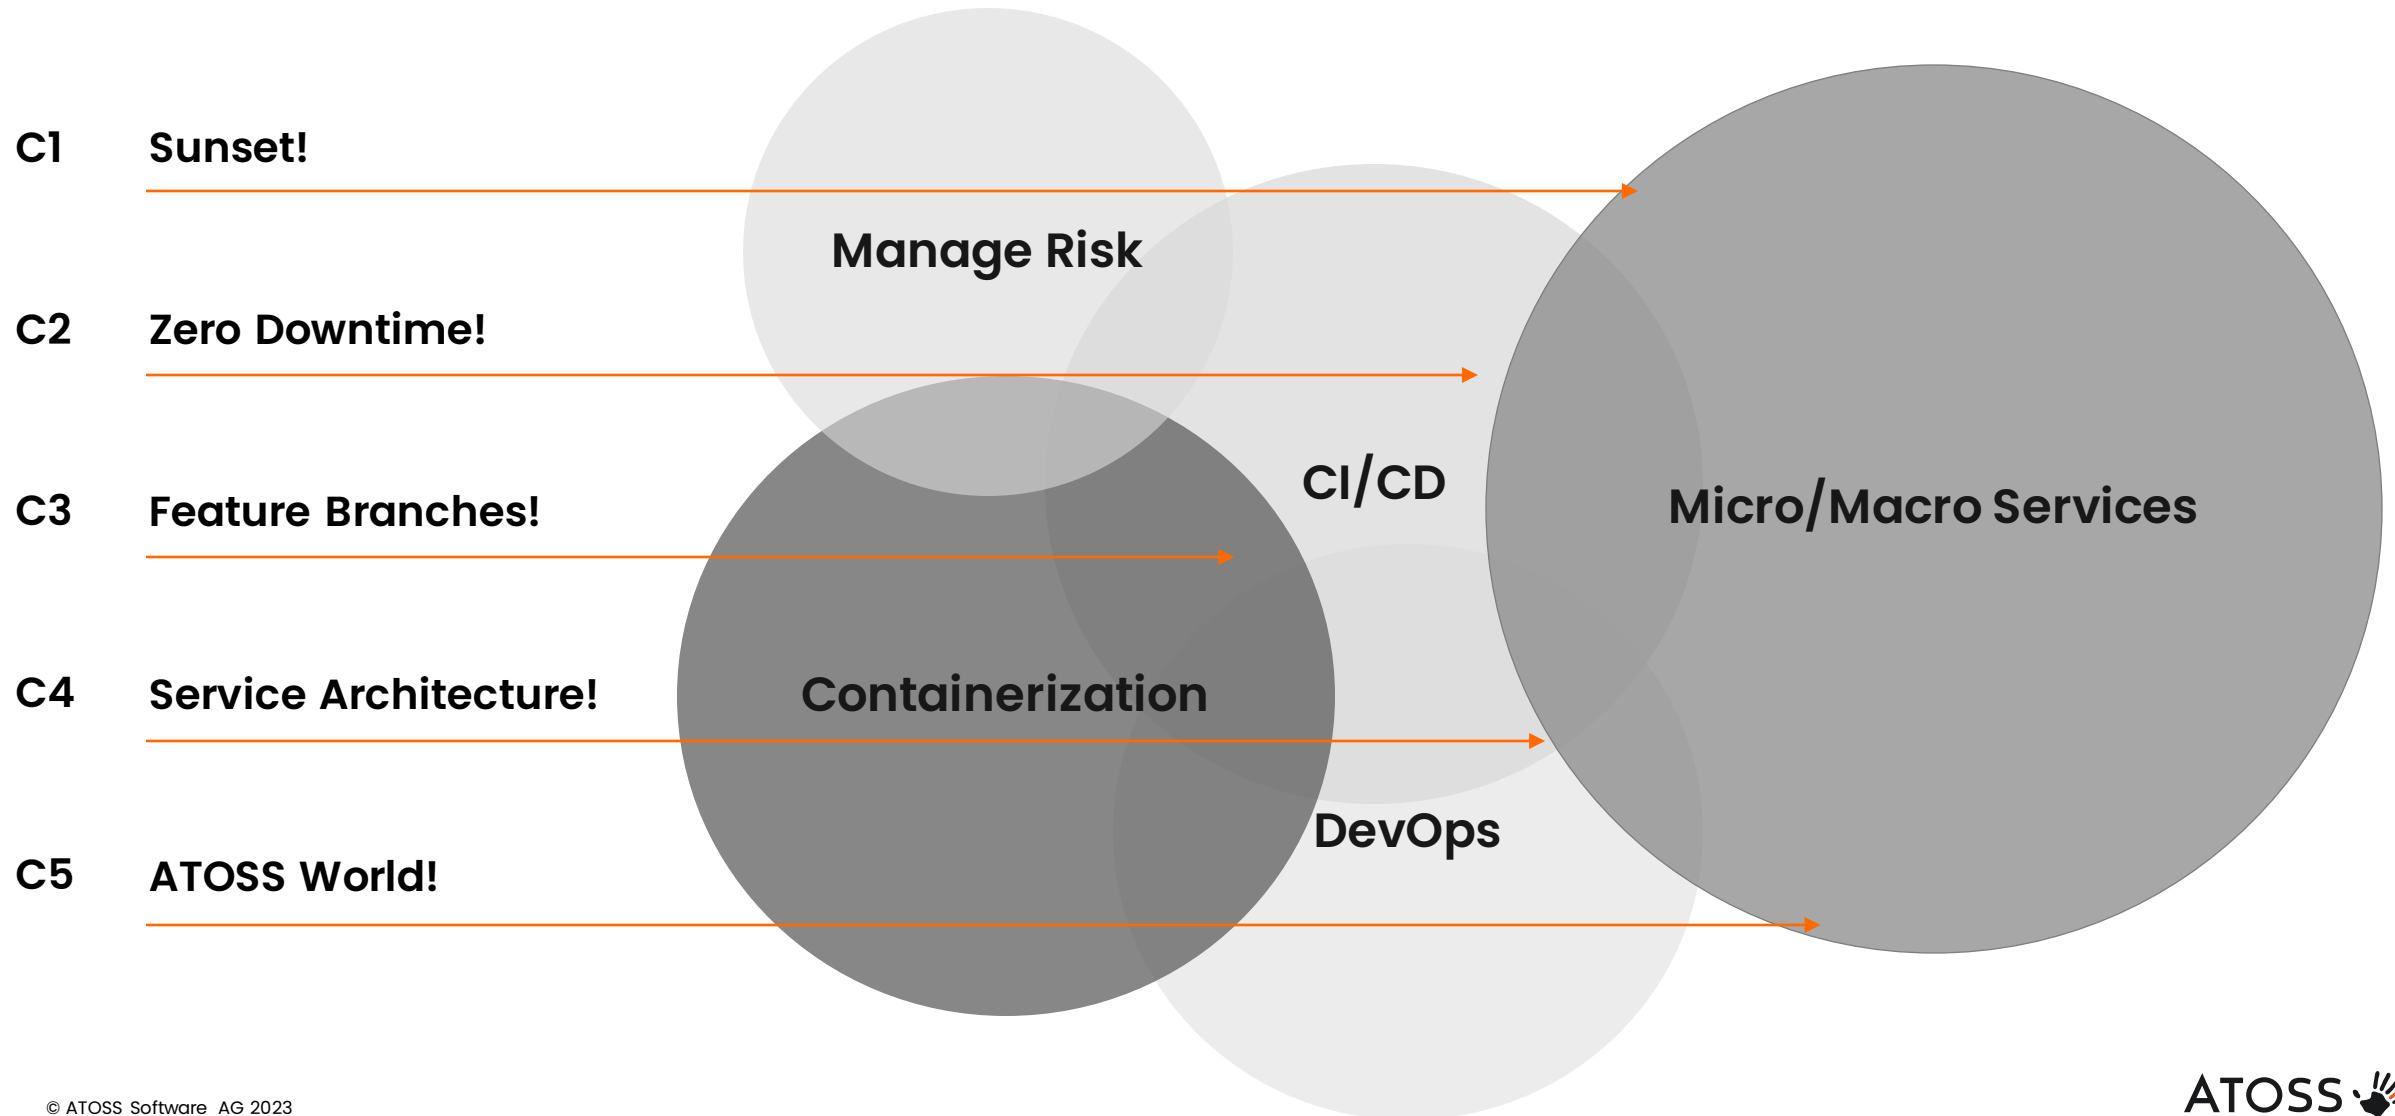 C1 Sunset!
Manage Risk
C2 Zero Downtime!
CI/CD
C3 Feature Branches!
Micro/Macro Services
C4 Service Architecture!
Containerization
DevOps
C5 ATOSS World!
© ATOSS Software AG 2023
ATOSS